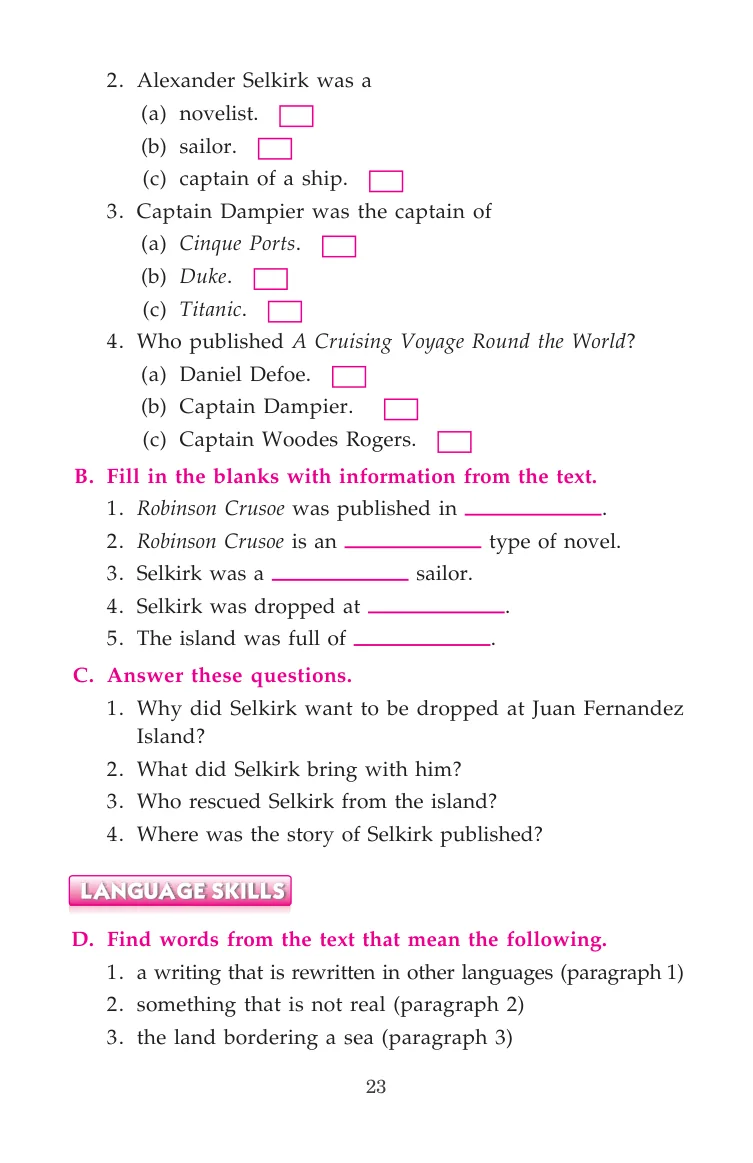 2. Alexander Selkirk was a
(a) novelist.
(b) sailor.
(c) captain of a ship.
3. Captain Dampier was the captain of
(a) Cinque Ports.
(b) Duke.
(c) Titanic.
4. Who published A Cruising Voyage Round the World?
(a) Daniel Defoe.
(b) Captain Dampier.
(c) Captain Woodes Rogers.
B. Fill in the blanks with information from the text.
1. Robinson Crusoe was published in ____________.
2. Robinson Crusoe is an ____________ type of novel.
3. Selkirk was a ____________ sailor.
4. Selkirk was dropped at ____________.
5. The island was full of ____________.
C. Answer these questions.
1. Why did Selkirk want to be dropped at Juan Fernandez
Island?
2. What did Selkirk bring with him?
3. Who rescued Selkirk from the island?
4. Where was the story of Selkirk published?
LANGUAGE SKILLS
D. Find words from the text that mean the following.
1. a writing that is rewritten in other languages (paragraph 1)
2. something that is not real (paragraph 2)
3. the land bordering a sea (paragraph 3)
23